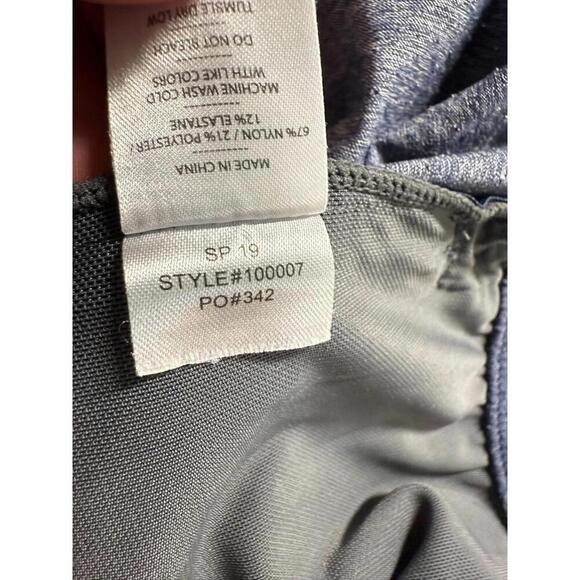 MADE IN CHINA
67% NYLON / 21% POLYESTER /
12% ELASTANE
MACHINE WASH COLD
WITH LIKE COLORS
DO NOT BLEACH
TUMBLE DRY LOW
SP 19
STYLE#100007
PO#342